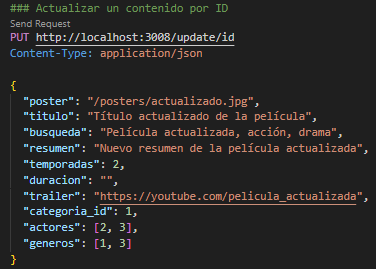 ### Actualizar un contenido por ID
Send Request
PUT http://localhost:3008/update/id
Content-Type: application/json
{
"poster": "/posters/actualizado.jpg",
"titulo": "Título actualizado de la película",
"busqueda": "Película actualizada, acción, drama",
"resumen": "Nuevo resumen de la película actualizada",
"temporadas": 2,
"duracion": "",
"trailer": "https://youtube.com/pelicula_actualizada",
"categoria_id": 1,
"actores": [2, 3],
"generos": [1, 3]
}